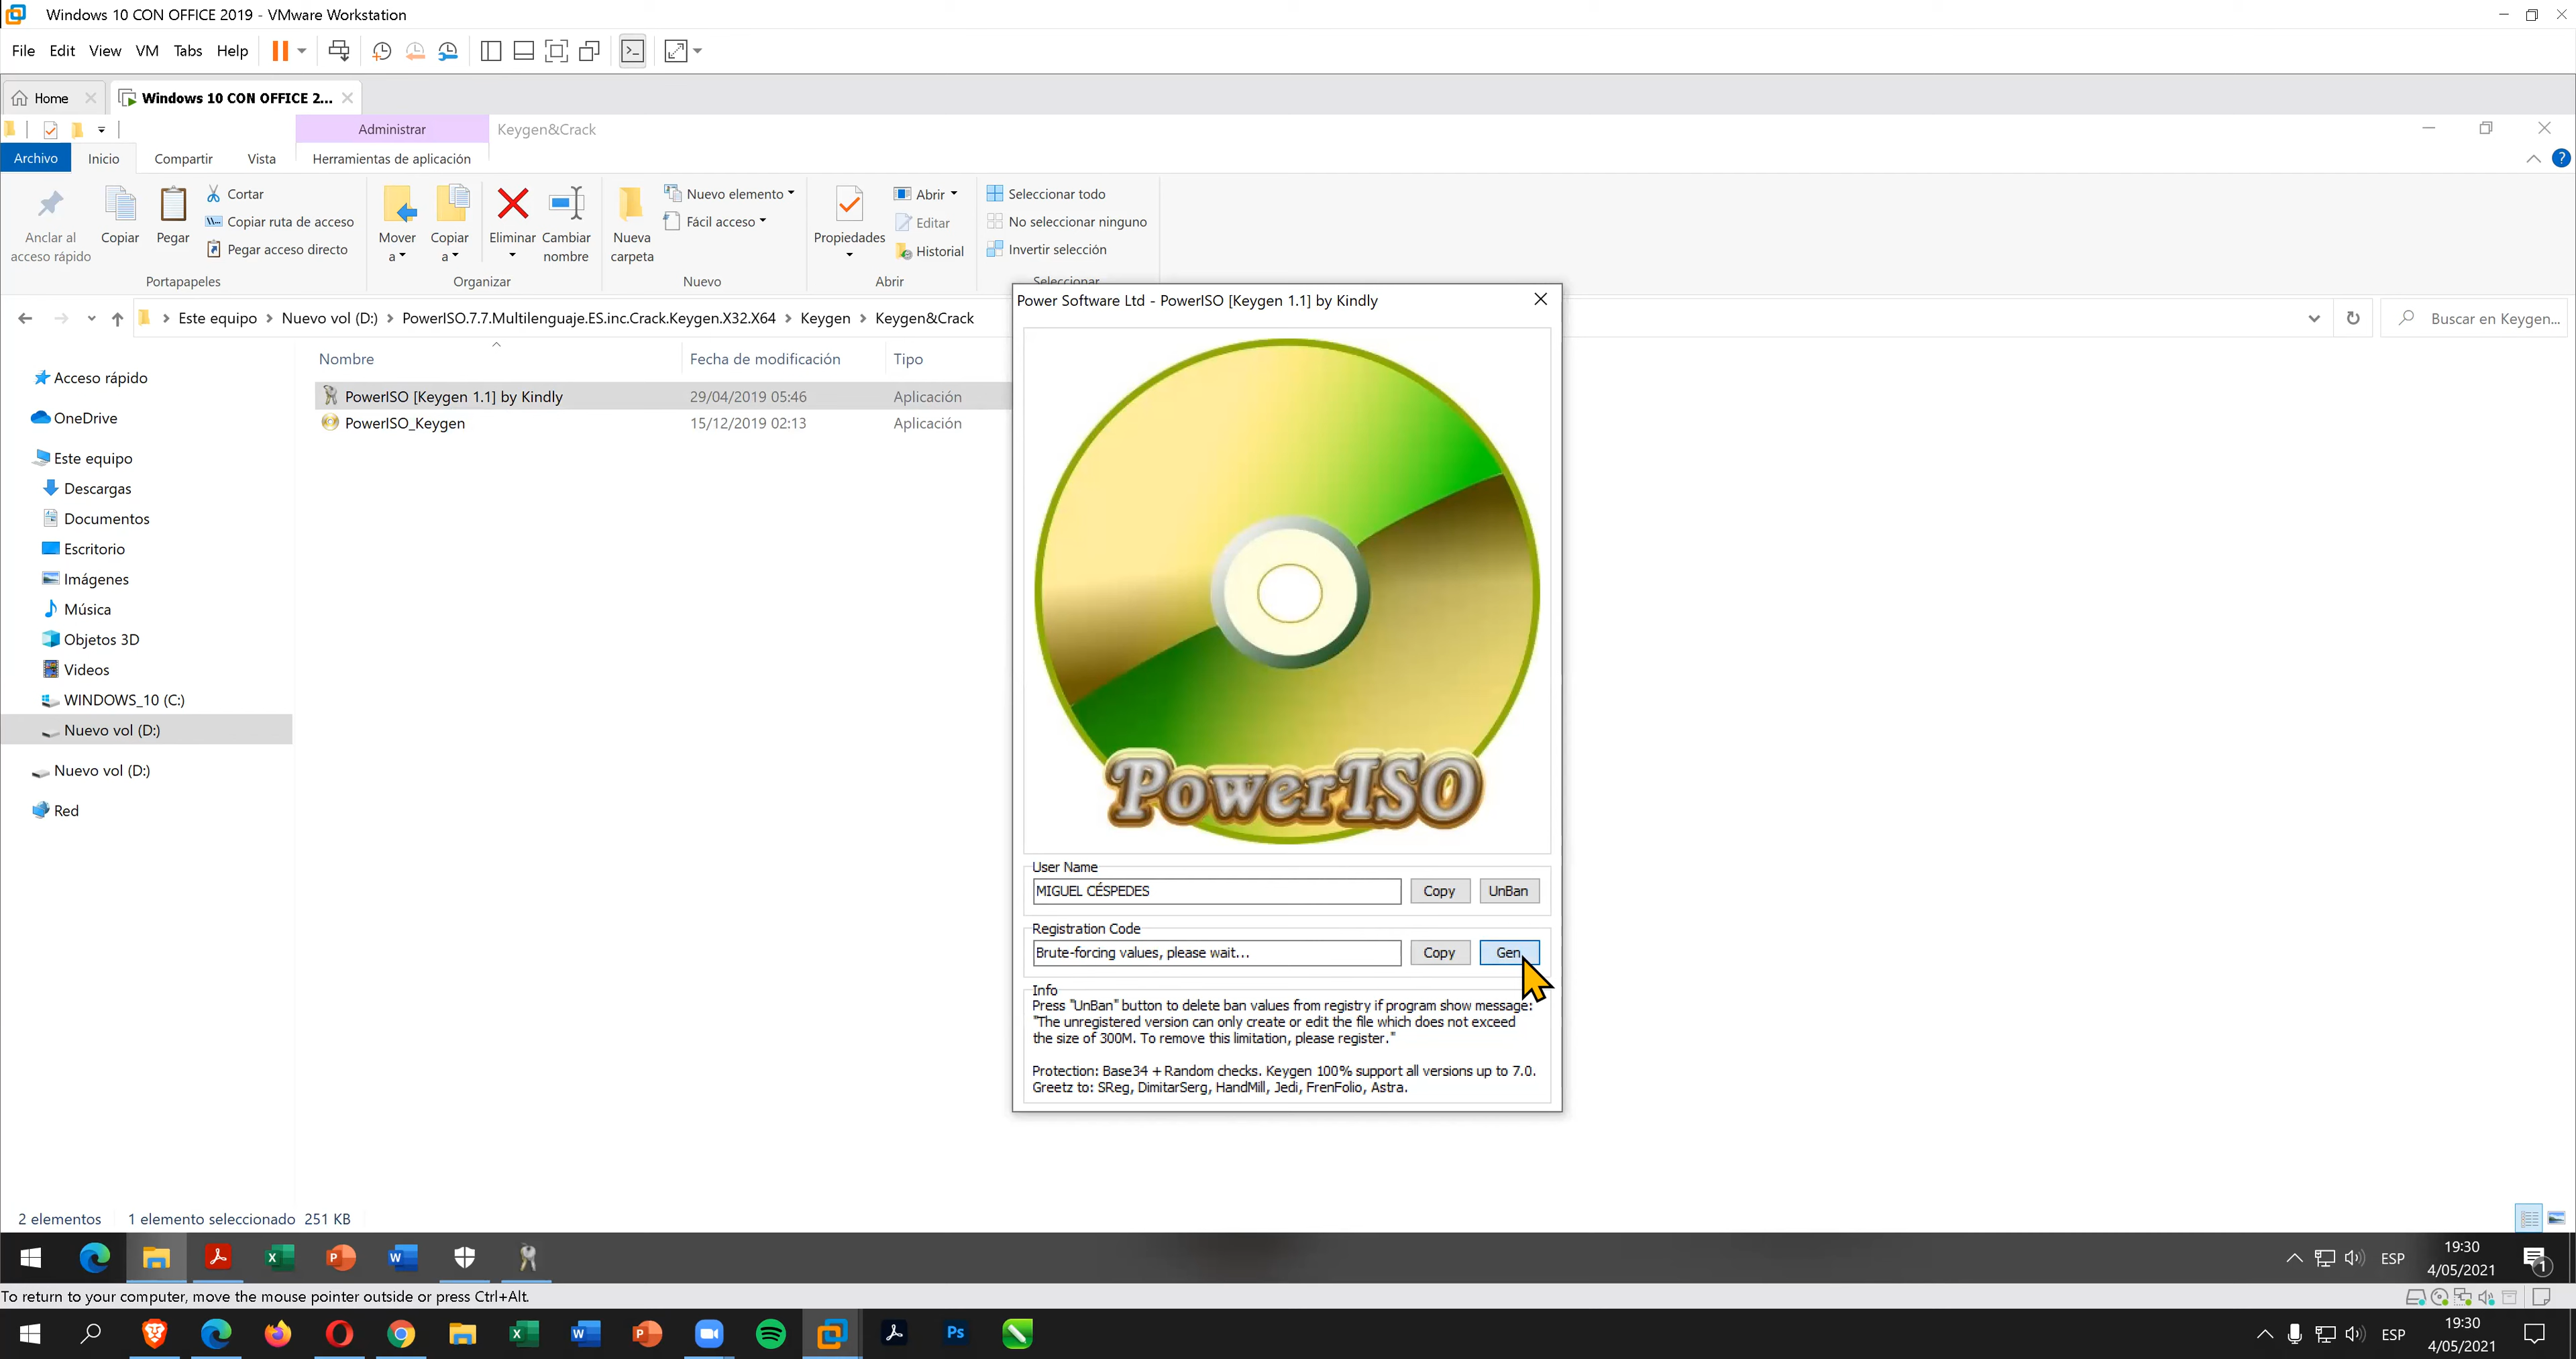 Windows 10 CON OFFICE 2019 - VMware Workstation
File Edit View VM Tabs Help
Home Windows 10 CON OFFICE 2...
Administrar Keygen&Crack
Archivo Inicio Compartir Vista Herramientas de aplicación
Anclar al acceso rápido
Copiar
Pegar
Cortar
Copiar ruta de acceso
Pegar acceso directo
Portapapeles
Mover a
Copiar a
Eliminar
Cambiar nombre
Organizar
Nueva carpeta
Nuevo elemento
Fácil acceso
Nuevo
Propiedades
Abrir
Editar
Historial
Abrir
Seleccionar todo
No seleccionar ninguno
Invertir selección
Seleccionar
Este equipo > Nuevo vol (D:) > PowerISO.7.7.Multilenguaje.ES.inc.Crack.Keygen.X32.X64 > Keygen > Keygen&Crack
Buscar en Keygen...
Nombre Fecha de modificación Tipo
PowerISO [Keygen 1.1] by Kindly 29/04/2019 05:46 Aplicación
PowerISO_Keygen 15/12/2019 02:13 Aplicación
Acceso rápido
OneDrive
Este equipo
Descargas
Documentos
Escritorio
Imágenes
Música
Objetos 3D
Videos
WINDOWS_10 (C:)
Nuevo vol (D:)
Nuevo vol (D:)
Red
Power Software Ltd - PowerISO [Keygen 1.1] by Kindly
PowerISO
User Name
MIGUEL CÉSPEDES Copy UnBan
Registration Code
Brute-forcing values, please wait... Copy Gen
Info
Press "UnBan" button to delete ban values from registry if program show message:
"The unregistered version can only create or edit the file which does not exceed
the size of 300M. To remove this limitation, please register."
Protection: Base34 + Random checks. Keygen 100% support all versions up to 7.0.
Greetz to: SReg, DimitarSerg, HandMill, Jedi, FrenFolio, Astra.
2 elementos 1 elemento seleccionado 251 KB
ESP 19:30
4/05/2021 1
To return to your computer, move the mouse pointer outside or press Ctrl+Alt.
Ps
ESP 19:30
4/05/2021